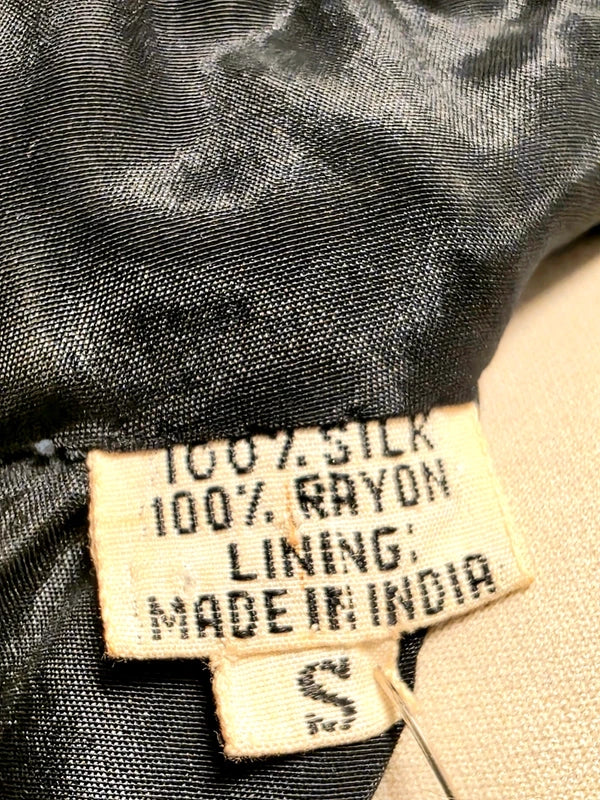 100% SILK
100% RAYON
LINING:
MADE IN INDIA
S